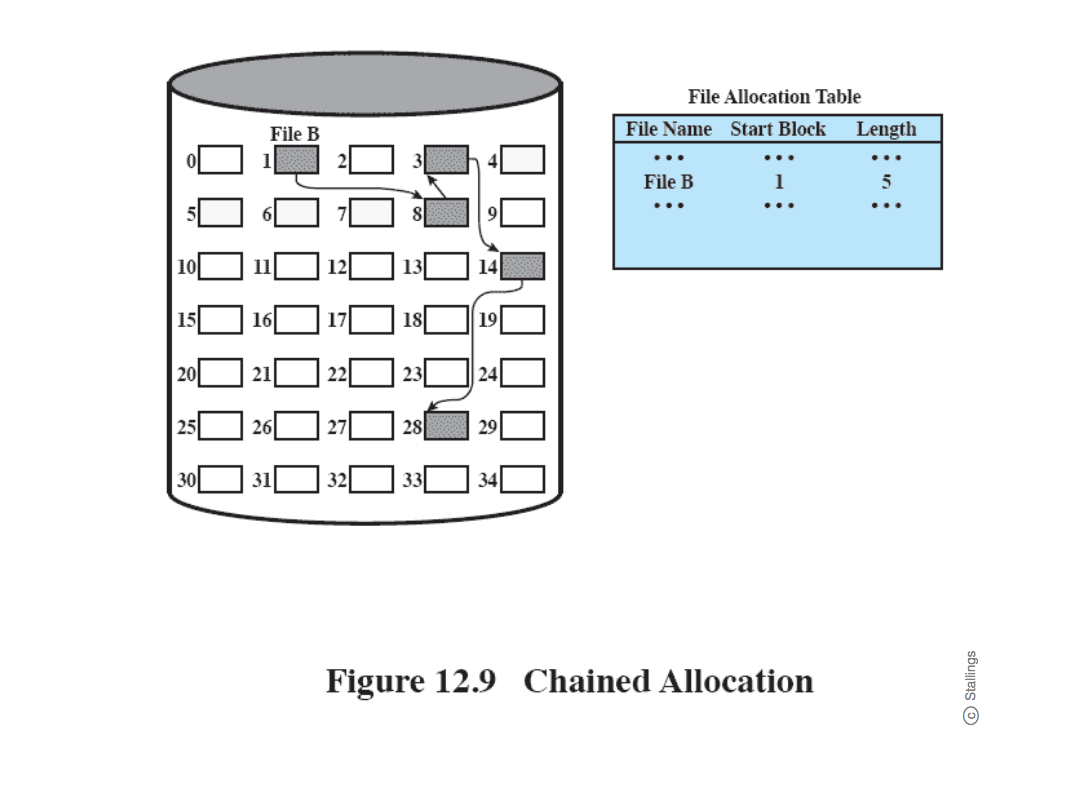 File Allocation Table
File Name Start Block Length
••• ••• •••
File B 1 5
••• ••• •••
File B
0 1 2 3 4
5 6 7 8 9
10 11 12 13 14
15 16 17 18 19
20 21 22 23 24
25 26 27 28 29
30 31 32 33 34
Figure 12.9 Chained Allocation
© Stallings